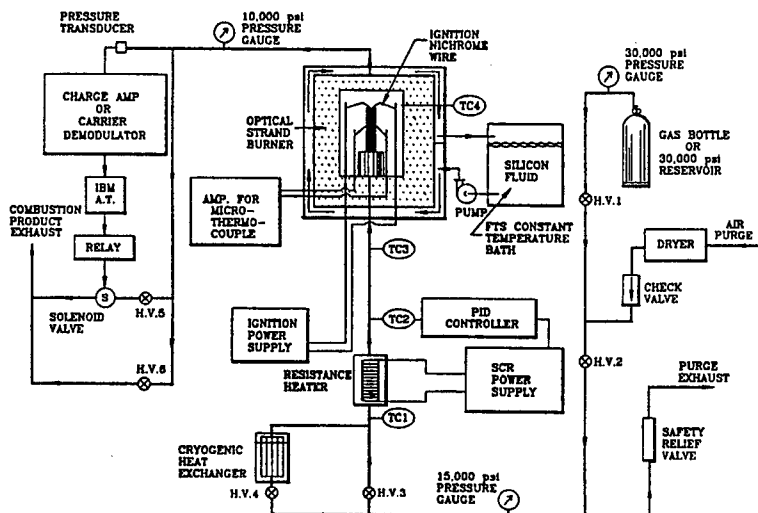 PRESSURE
TRANSDUCER
10,000 psi
PRESSURE
GAUGE
IGNITION
NICHROME
WIRE
30,000 psi
PRESSURE
GAUGE
CHARGE AMP
OR
CARRIER
DEMODULATOR
OPTICAL
STRAND
BURNER
TC4
SILICON
FLUID
GAS BOTTLE
OR 30,000 psi
RESERVOIR
IBM
A.T.
AMP. FOR
MICRO-
THERMO-
COUPLE
PUMP
FTS CONSTANT
TEMPERATURE
BATH
H.V.1
COMBUSTION
PRODUCT
EXHAUST
RELAY
TC3
DRYER
AIR
PURGE
S
SOLENOID
VALVE
H.V.5
CHECK
VALVE
IGNITION
POWER
SUPPLY
TC2
PID
CONTROLLER
H.V.6
RESISTANCE
HEATER
SCR
POWER
SUPPLY
H.V.2
PURGE
EXHAUST
TC1
CRYOGENIC
HEAT
EXCHANGER
SAFETY
RELIEF
VALVE
H.V.4
H.V.3
15,000 psi
PRESSURE
GAUGE